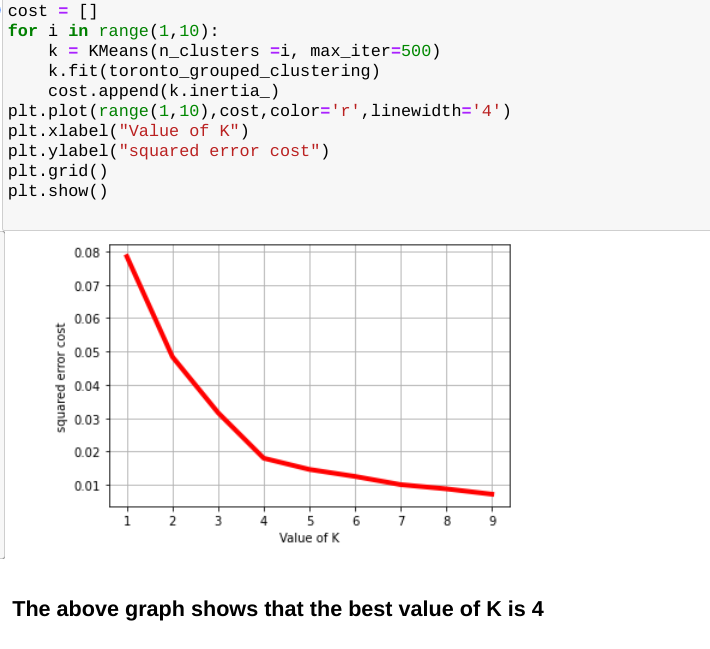 cost = []
for i in range(1,10):
    k = KMeans(n_clusters =i, max_iter=500)
    k.fit(toronto_grouped_clustering)
    cost.append(k.inertia_)
plt.plot(range(1,10),cost,color='r',linewidth='4')
plt.xlabel("Value of K")
plt.ylabel("squared error cost")
plt.grid()
plt.show()
0.08
0.07
0.06
0.05
0.04
0.03
0.02
0.01
squared error cost
1 2 3 4 5 6 7 8 9
Value of K
The above graph shows that the best value of K is 4